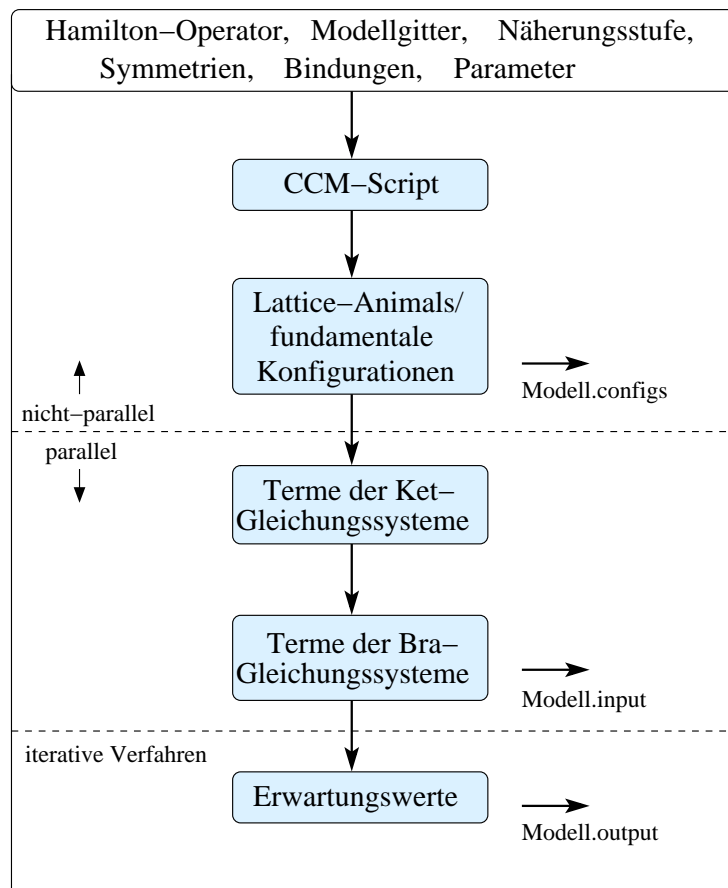 Hamilton–Operator, Modellgitter, Näherungsstufe,
Symmetrien, Bindungen, Parameter
CCM–Script
Lattice–Animals/
fundamentale
Konfigurationen
Modell.configs
nicht–parallel
parallel
Terme der Ket–
Gleichungssysteme
Terme der Bra–
Gleichungssysteme
Modell.input
iterative Verfahren
Erwartungswerte
Modell.output